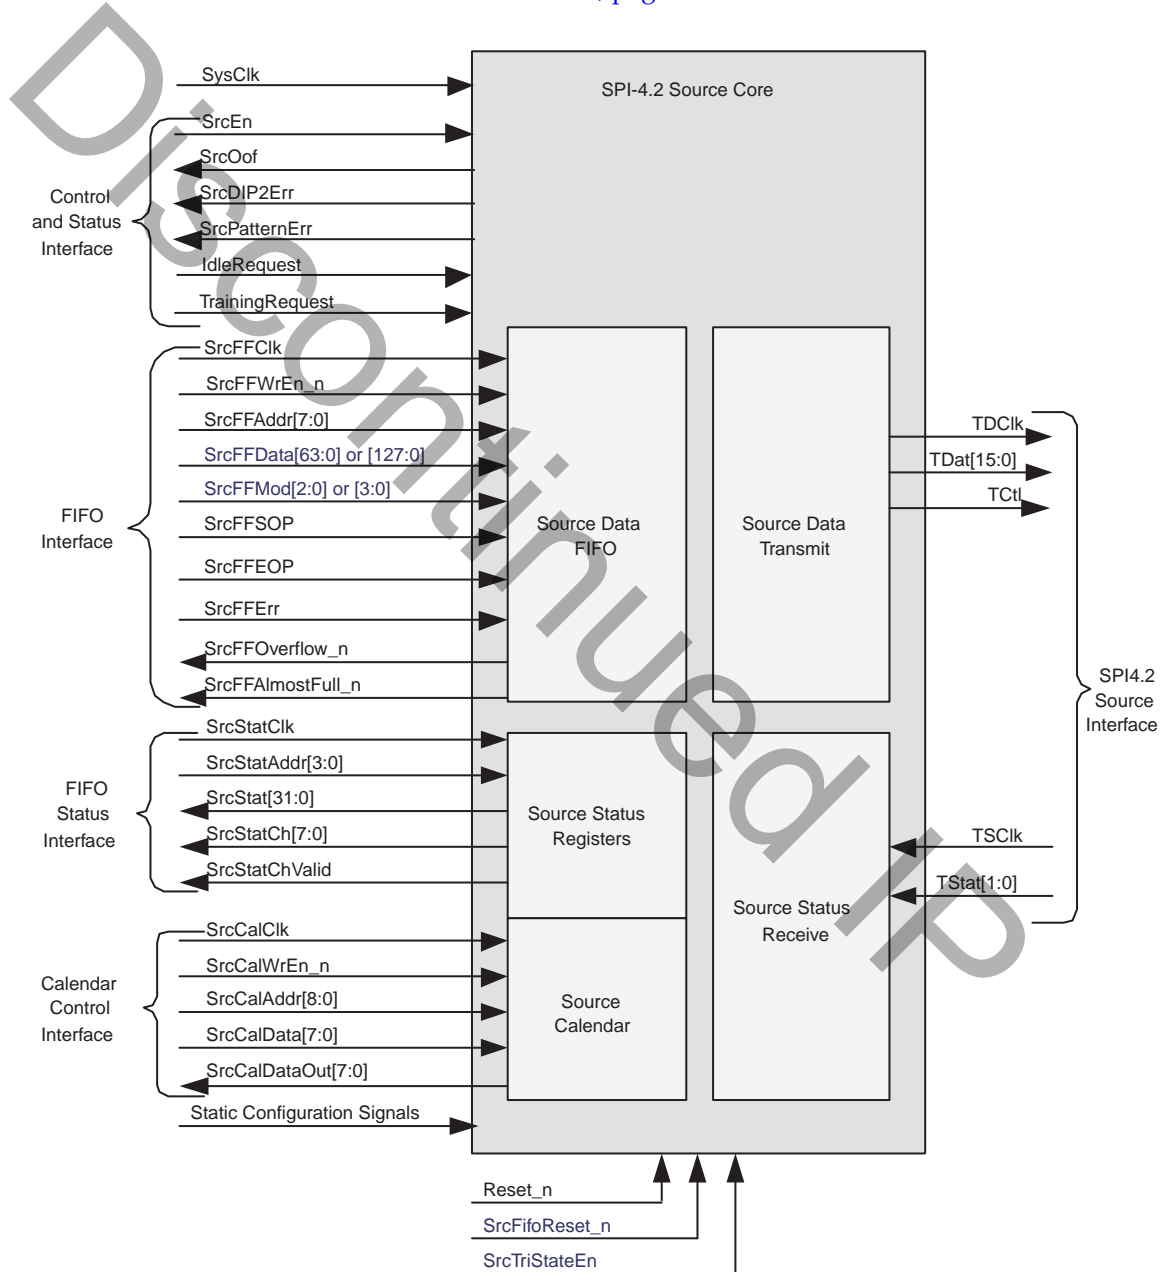 SysClk
SPI-4.2 Source Core
SrcEn
SrcOof
SrcDIP2Err
SrcPatternErr
IdleRequest
TrainingRequest
Control
and Status
Interface
SrcFFClk
SrcFFWrEn_n
SrcFFAddr[7:0]
SrcFFData[63:0] or [127:0]
SrcFFMod[2:0] or [3:0]
SrcFFSOP
SrcFFEOP
SrcFFErr
SrcFFOverflow_n
SrcFFAlmostFull_n
FIFO
Interface
Source Data
FIFO
Source Data
Transmit
TDClk
TDat[15:0]
TCtl
SPI4.2
Source
Interface
SrcStatClk
SrcStatAddr[3:0]
SrcStat[31:0]
SrcStatCh[7:0]
SrcStatChValid
FIFO
Status
Interface
Source Status
Registers
TSClk
TStat[1:0]
Source Status
Receive
SrcCalClk
SrcCalWrEn_n
SrcCalAddr[8:0]
SrcCalData[7:0]
SrcCalDataOut[7:0]
Calendar
Control
Interface
Source
Calendar
Static Configuration Signals
Reset_n
SrcFifoReset_n
SrcTriStateEn
Discontinued IP